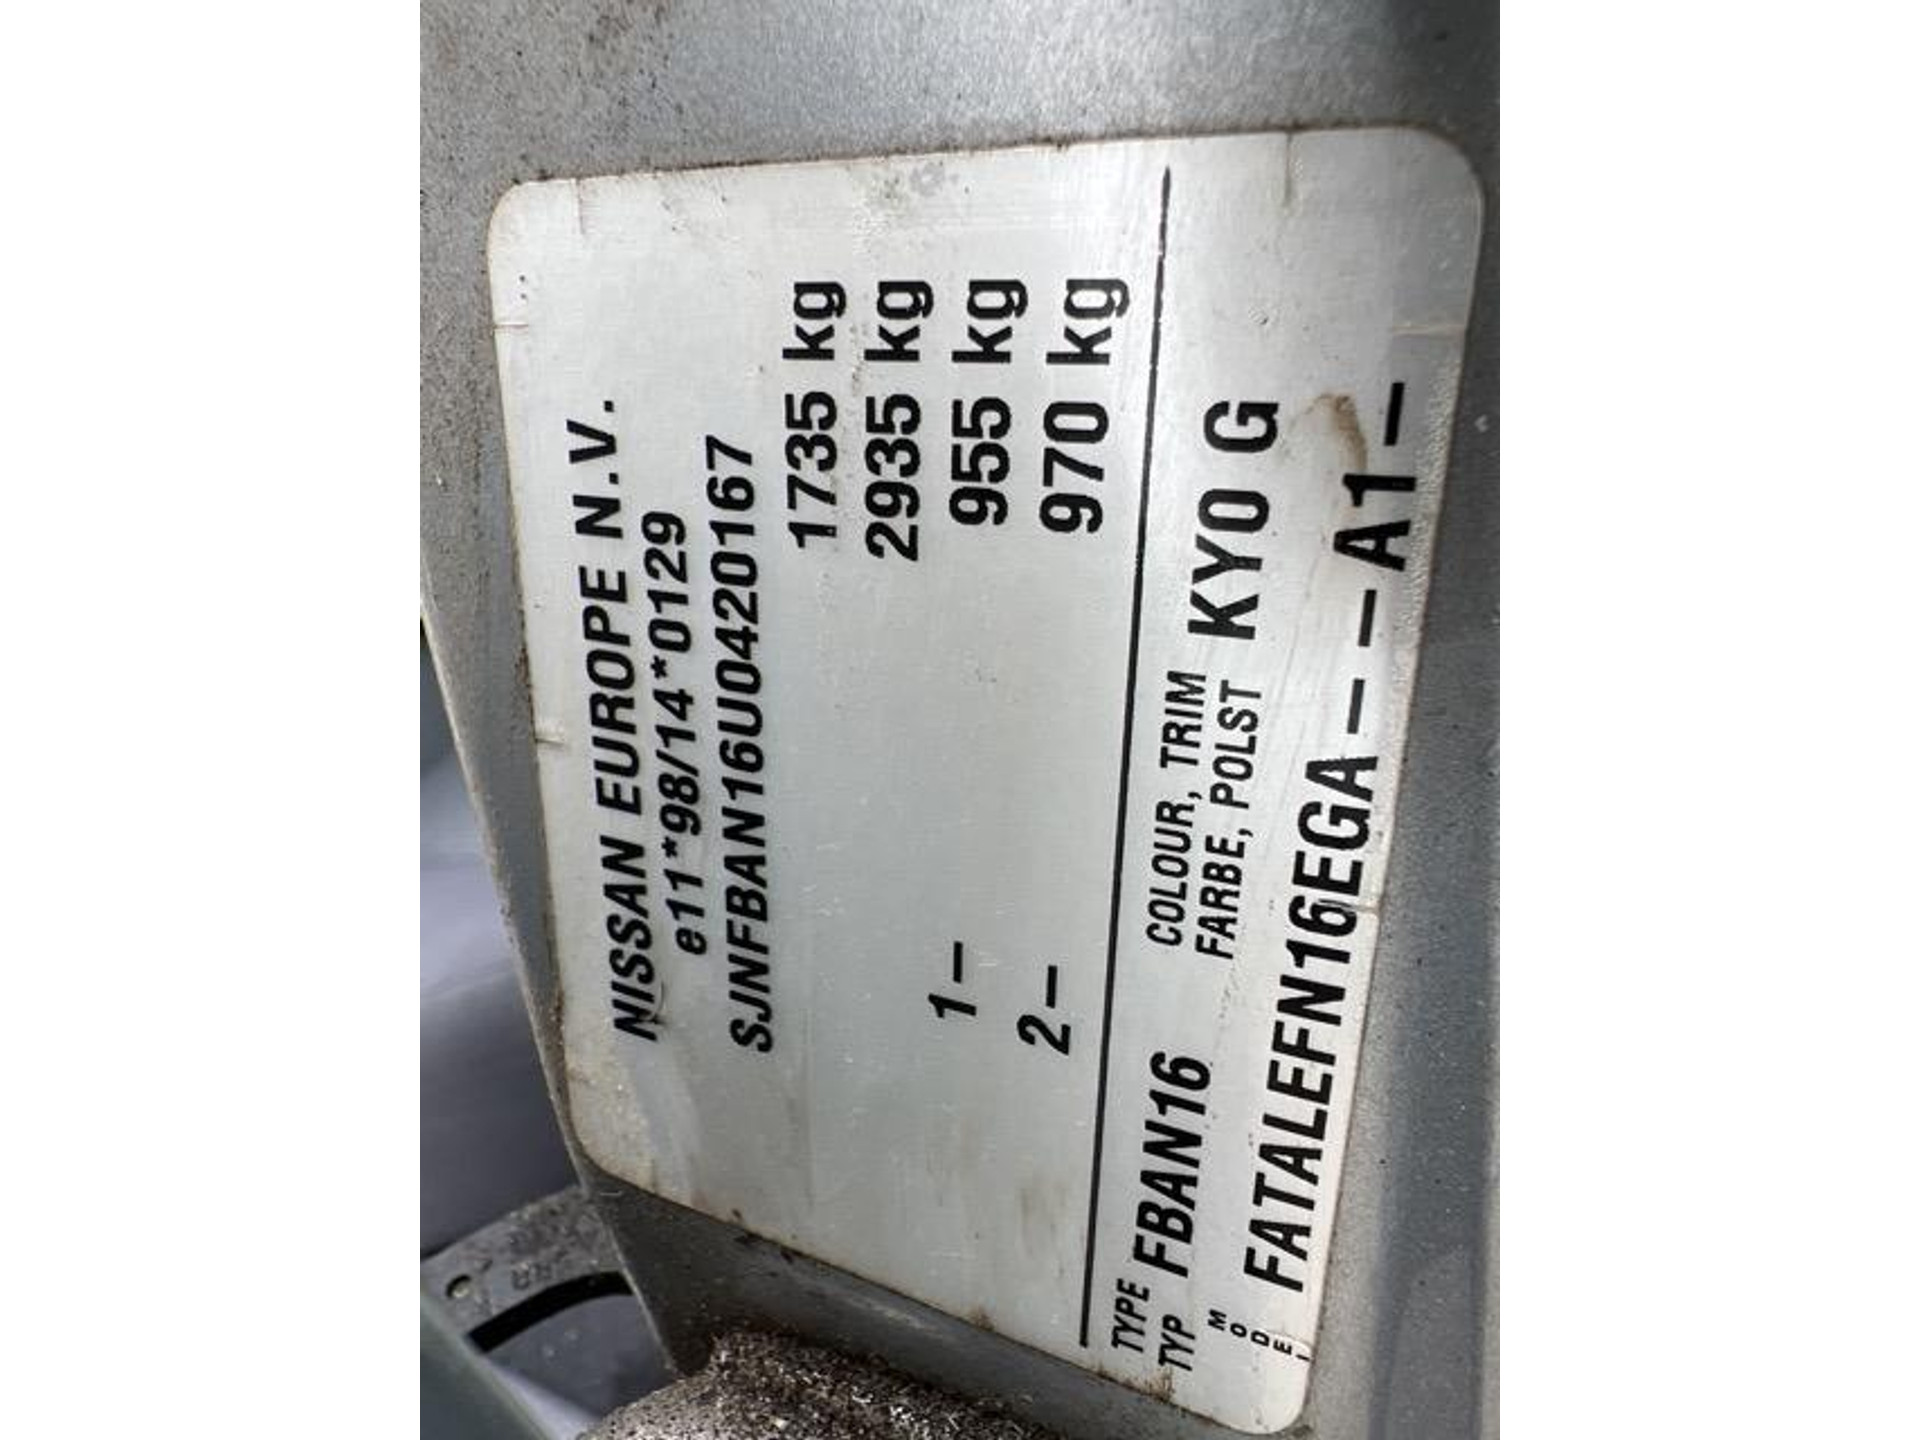 NISSAN EUROPE N.V.
e11*98/14*0129
SJNFBAN16U0420167
1735 kg
2935 kg
1– 955 kg
2– 970 kg
TYPE
TYP FBAN16
COLOUR, TRIM
FARBE, POLST KY0 G
MODEL FATALEFN16EGA---A1-